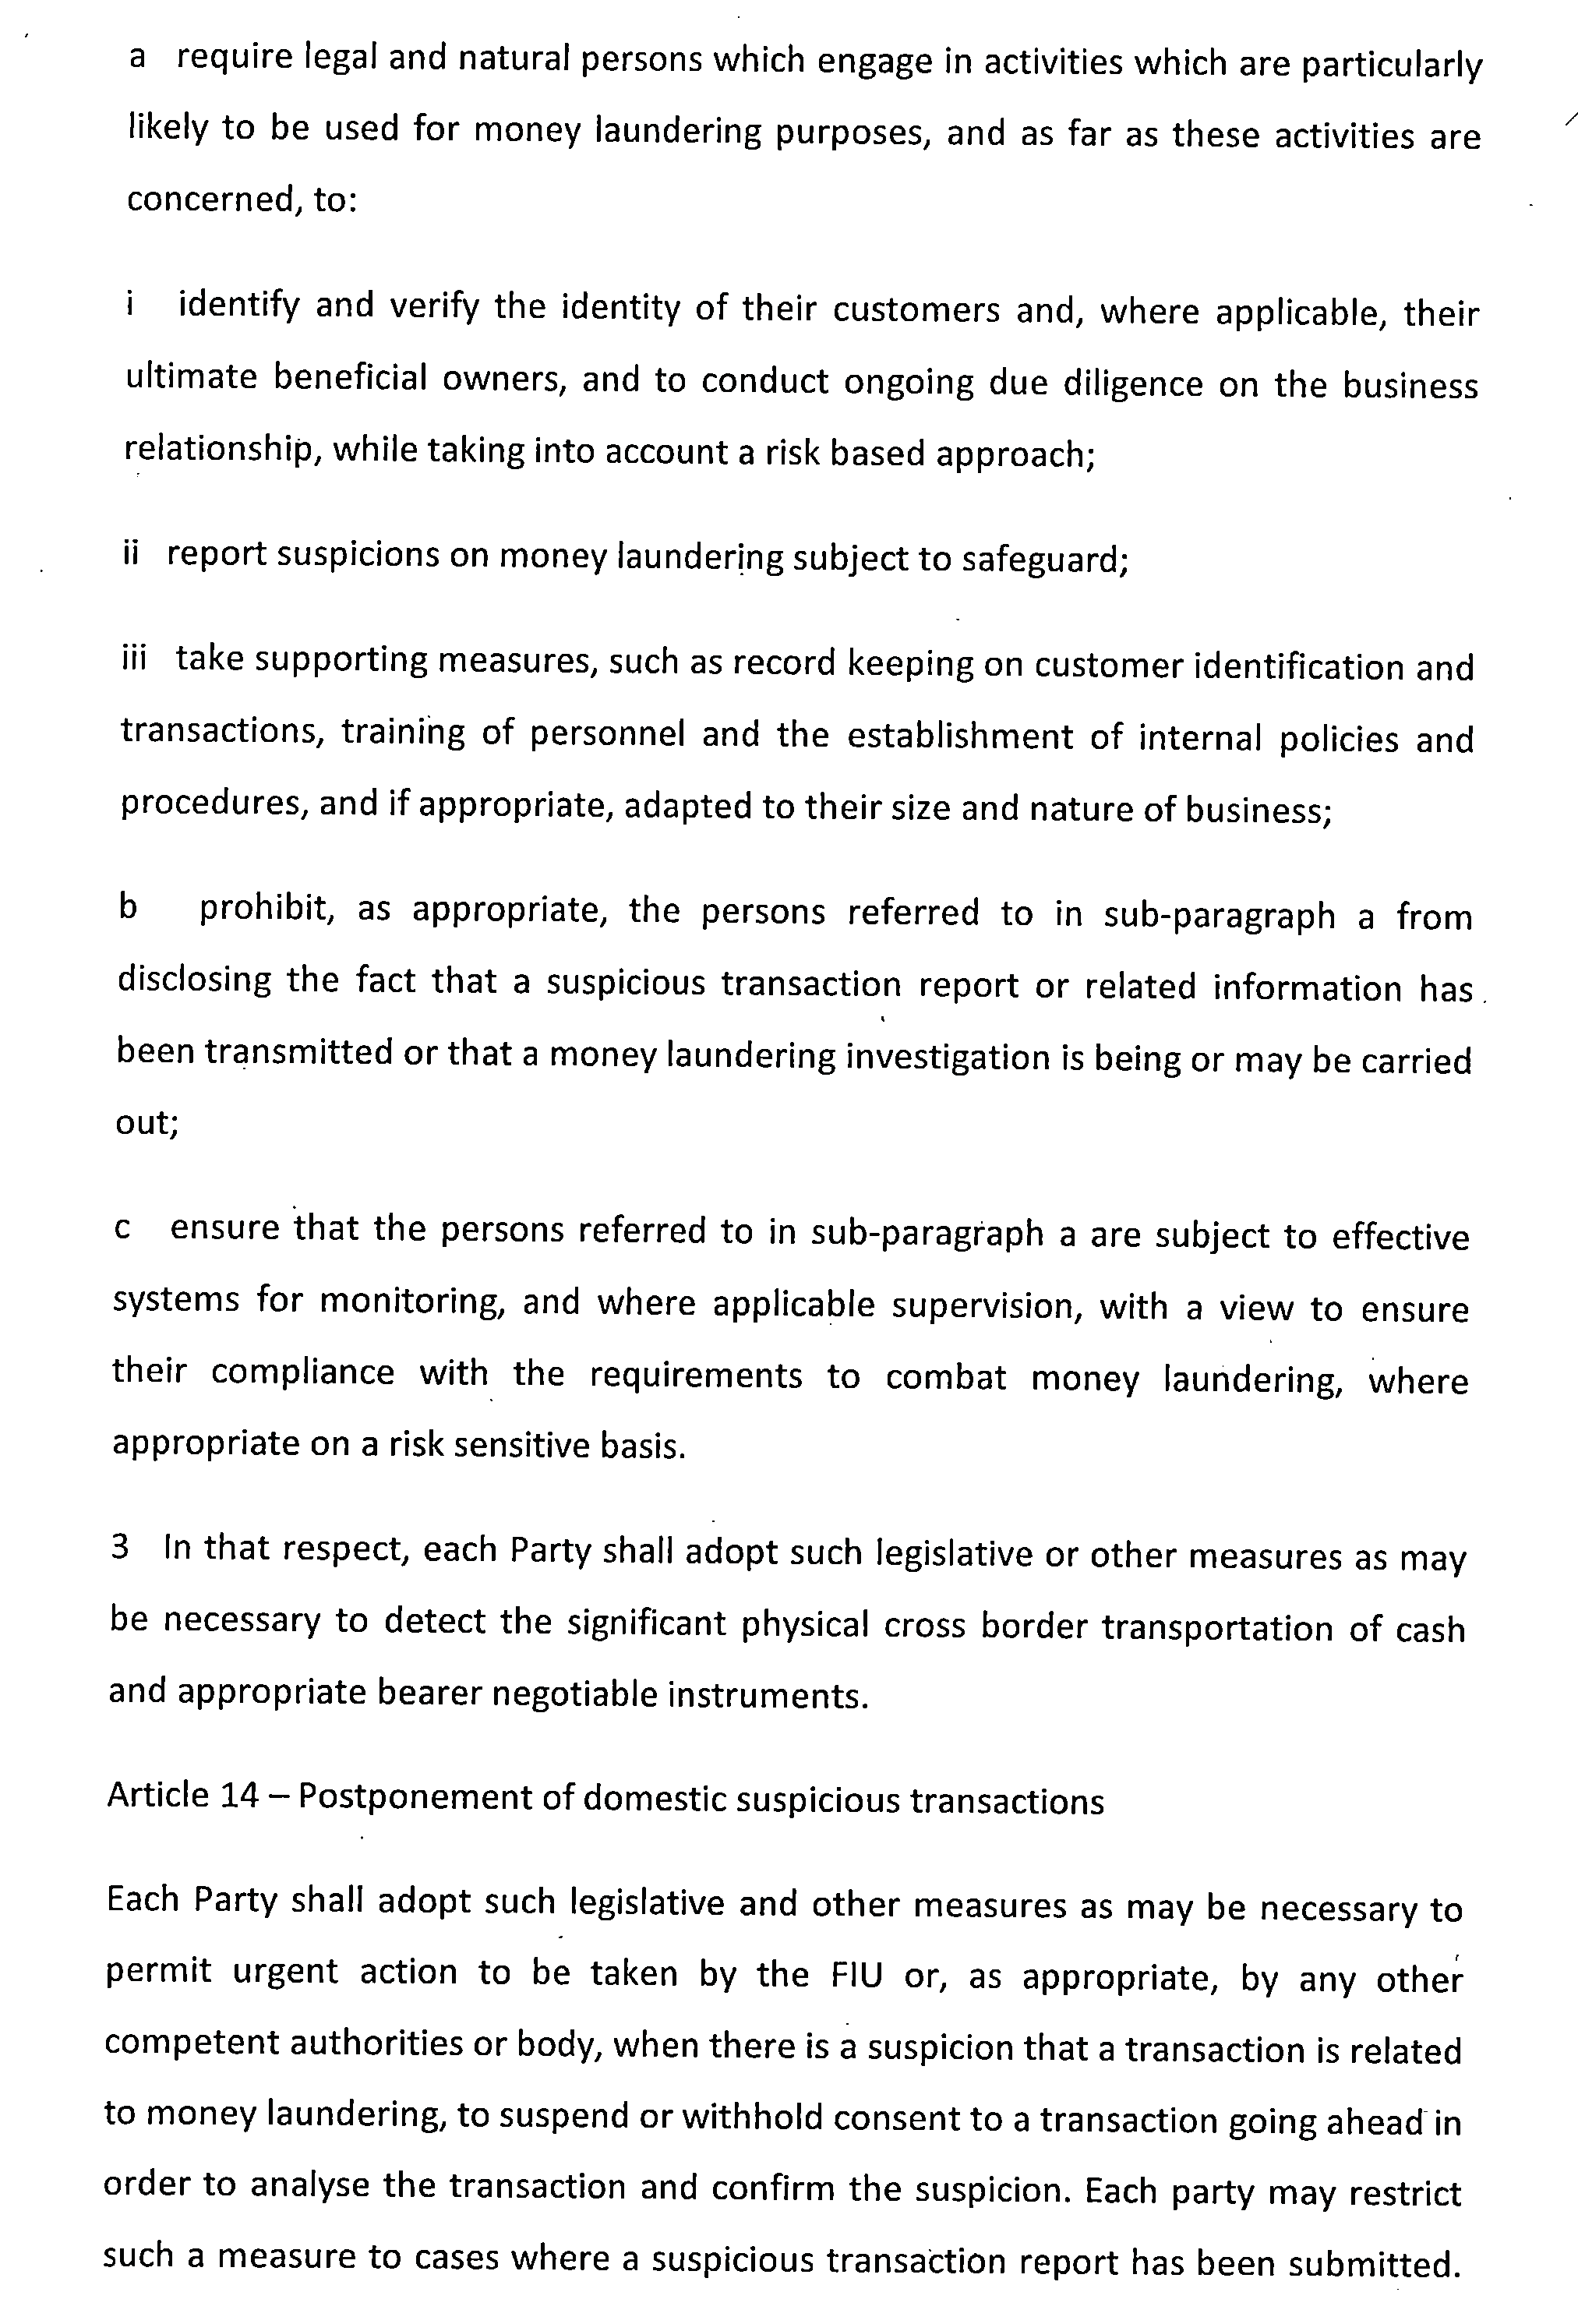 a require legal and natural persons which engage in activities which are particularly
likely to be used for money laundering purposes, and as far as these activities are
concerned, to:
i identify and verify the identity of their customers and, where applicable, their
ultimate beneficial owners, and to conduct ongoing due diligence on the business
relationship, while taking into account a risk based approach;
ii report suspicions on money laundering subject to safeguard;
iii take supporting measures, such as record keeping on customer identification and
transactions, training of personnel and the establishment of internal policies and
procedures, and if appropriate, adapted to their size and nature of business;
b prohibit, as appropriate, the persons referred to in sub-paragraph a from
disclosing the fact that a suspicious transaction report or related information has
been transmitted or that a money laundering investigation is being or may be carried
out;
c ensure that the persons referred to in sub-paragraph a are subject to effective
systems for monitoring, and where applicable supervision, with a view to ensure
their compliance with the requirements to combat money laundering, where
appropriate on a risk sensitive basis.
3 In that respect, each Party shall adopt such legislative or other measures as may
be necessary to detect the significant physical cross border transportation of cash
and appropriate bearer negotiable instruments.
Article 14 – Postponement of domestic suspicious transactions
Each Party shall adopt such legislative and other measures as may be necessary to
permit urgent action to be taken by the FIU or, as appropriate, by any other
competent authorities or body, when there is a suspicion that a transaction is related
to money laundering, to suspend or withhold consent to a transaction going ahead in
order to analyse the transaction and confirm the suspicion. Each party may restrict
such a measure to cases where a suspicious transaction report has been submitted.